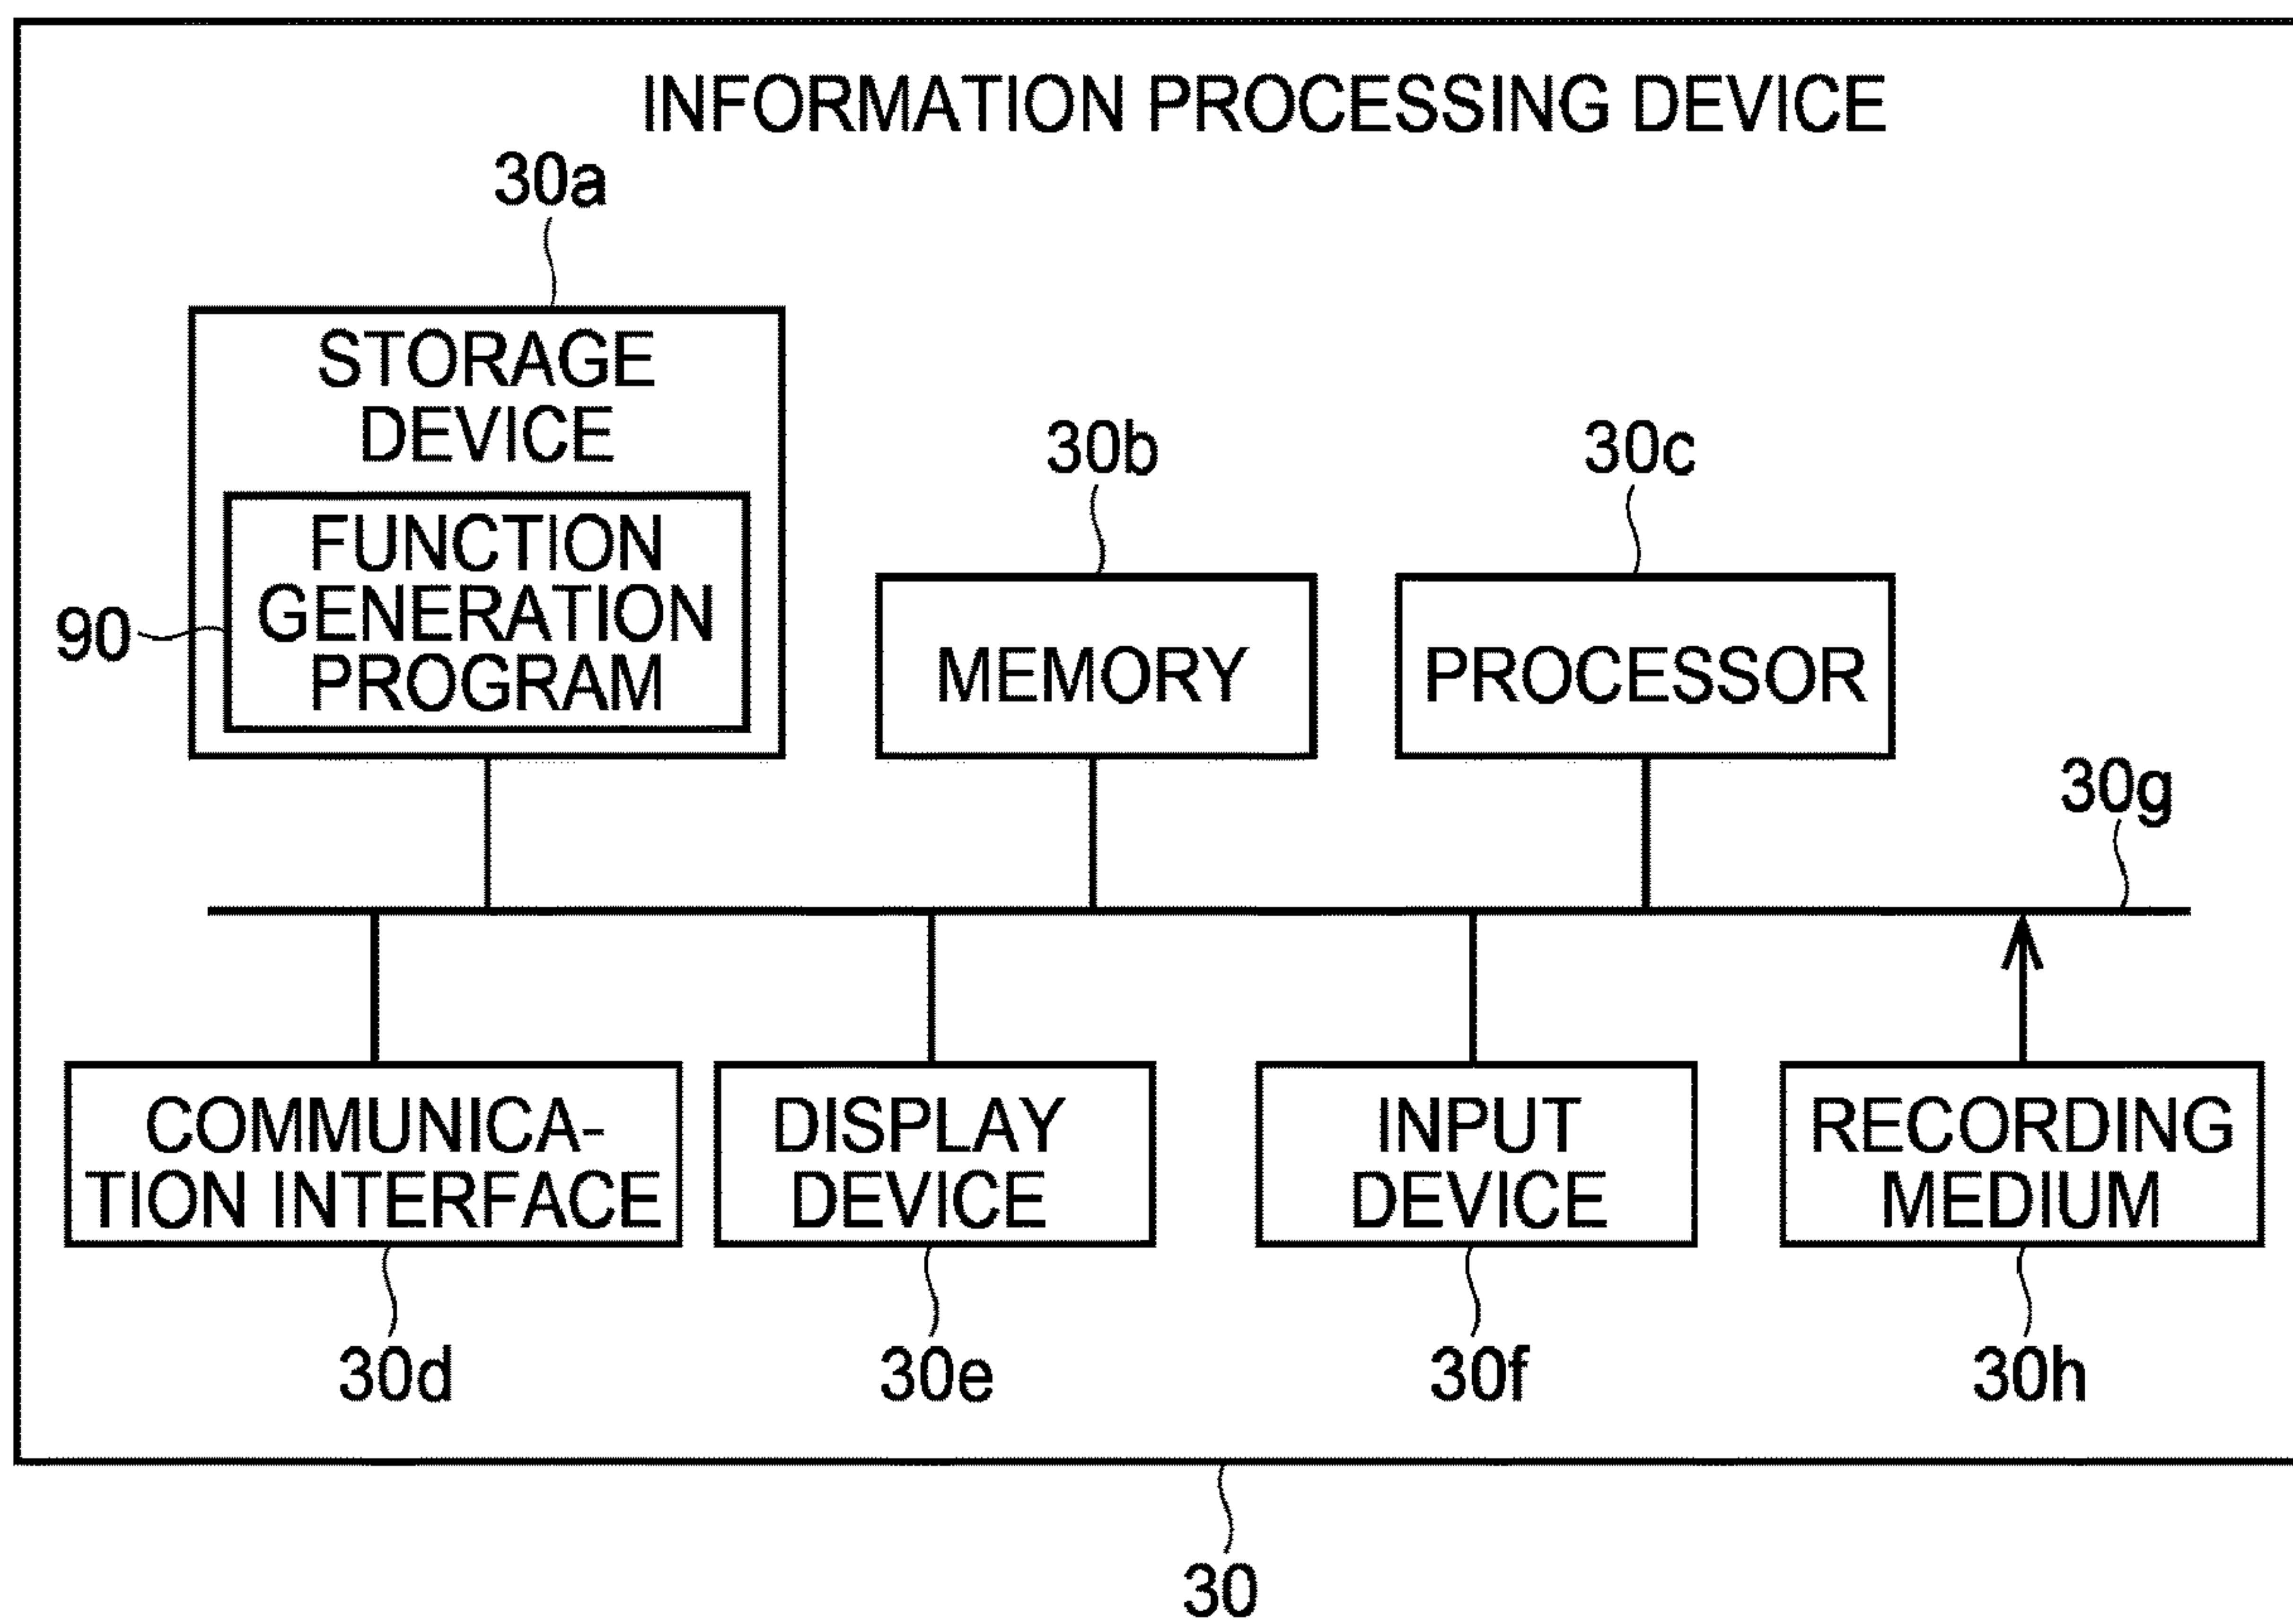 INFORMATION PROCESSING DEVICE
30a
STORAGE
DEVICE
FUNCTION
GENERATION
PROGRAM
90
30b
MEMORY
30c
PROCESSOR
30g
COMMUNICA-
TION INTERFACE
30d
DISPLAY
DEVICE
30e
INPUT
DEVICE
30f
RECORDING
MEDIUM
30h
30